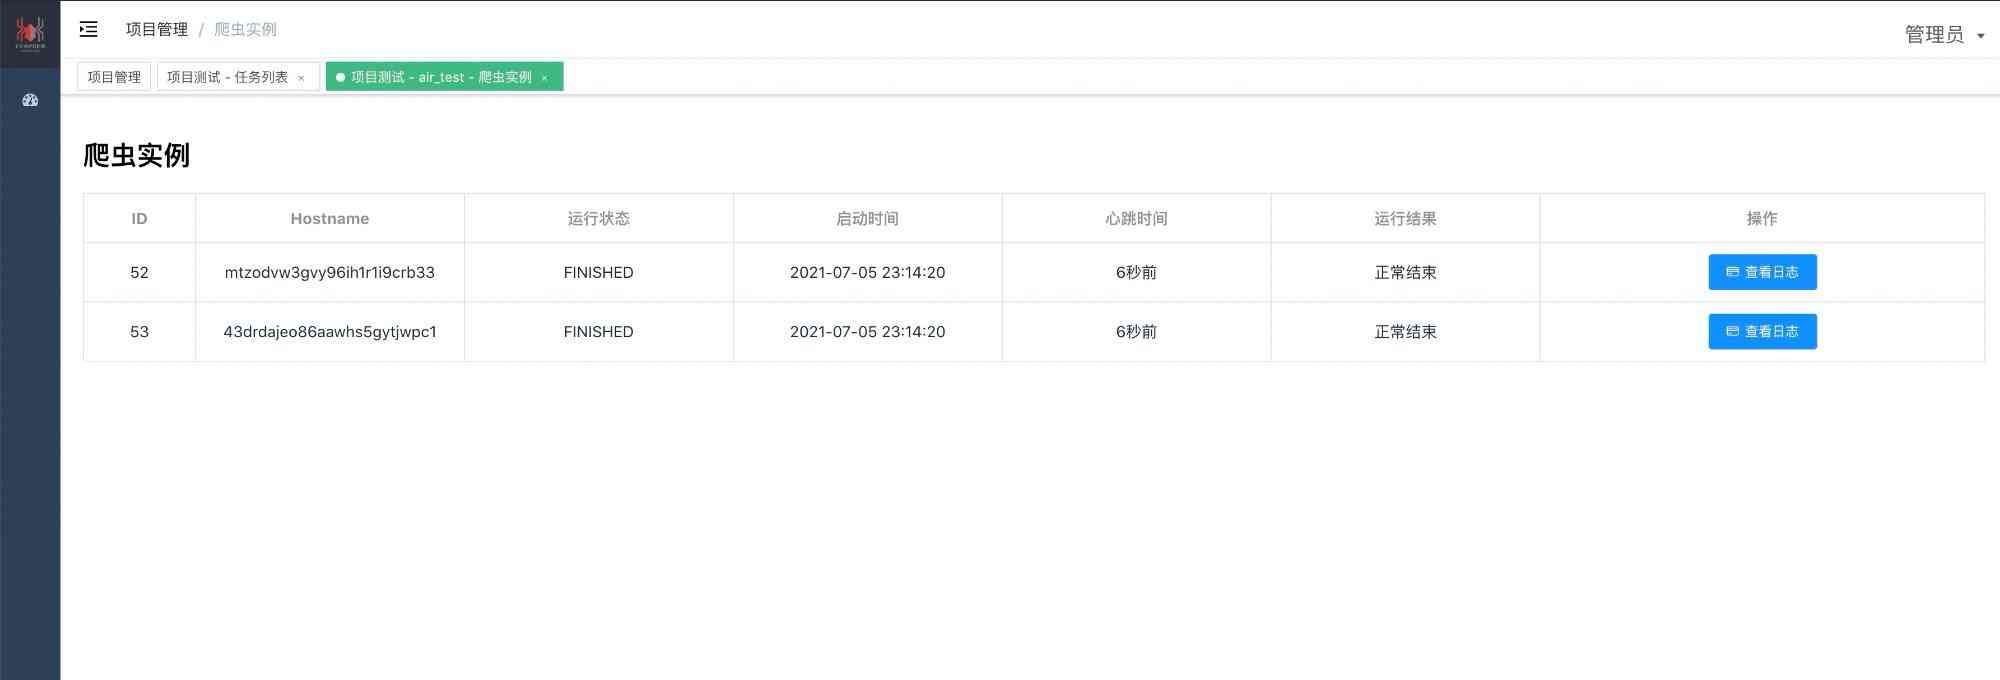 项目管理 / 爬虫实例
管理员
项目管理 项目测试 - 任务列表 × 项目测试 - air_test - 爬虫实例 ×
爬虫实例
ID Hostname 运行状态 启动时间 心跳时间 运行结果 操作
52 mtzodvw3gvy96ih1r1i9crb33 FINISHED 2021-07-05 23:14:20 6秒前 正常结束 查看日志
53 43drdajeo86aawhs5gytjwpc1 FINISHED 2021-07-05 23:14:20 6秒前 正常结束 查看日志